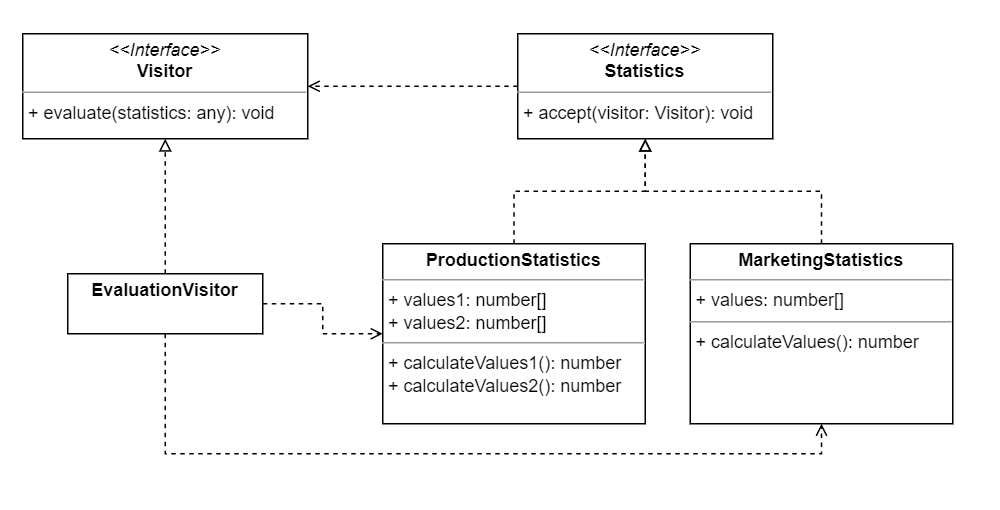 <<Interface>>
Visitor
+ evaluate(statistics: any): void
<<Interface>>
Statistics
+ accept(visitor: Visitor): void
EvaluationVisitor
ProductionStatistics
+ values1: number[]
+ values2: number[]
+ calculateValues1(): number
+ calculateValues2(): number
MarketingStatistics
+ values: number[]
+ calculateValues(): number